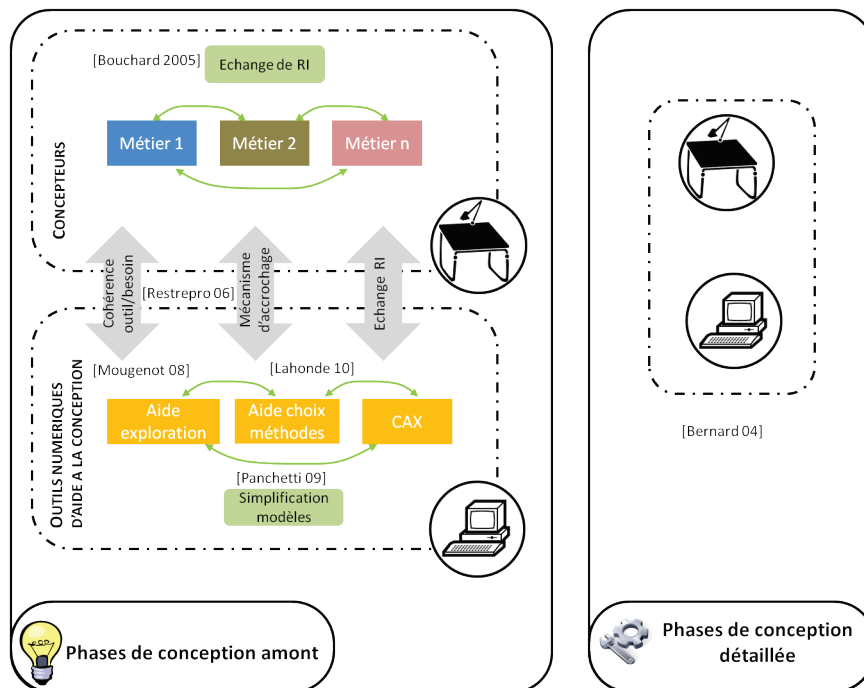 [Bouchard 2005]
Echange de RI
Métier 1
Métier 2
Métier n
CONCEPTEURS
Cohérence
outil/besoin
[Restrepro 06]
Mécanisme
d'accrochage
Echange RI
[Mougenot 08]
[Lahonde 10]
Aide
exploration
Aide choix
méthodes
CAX
[Panchetti 09]
Simplification
modèles
OUTILS NUMERIQUES
D'AIDE A LA CONCEPTION
Phases de conception amont
[Bernard 04]
Phases de conception
détaillée